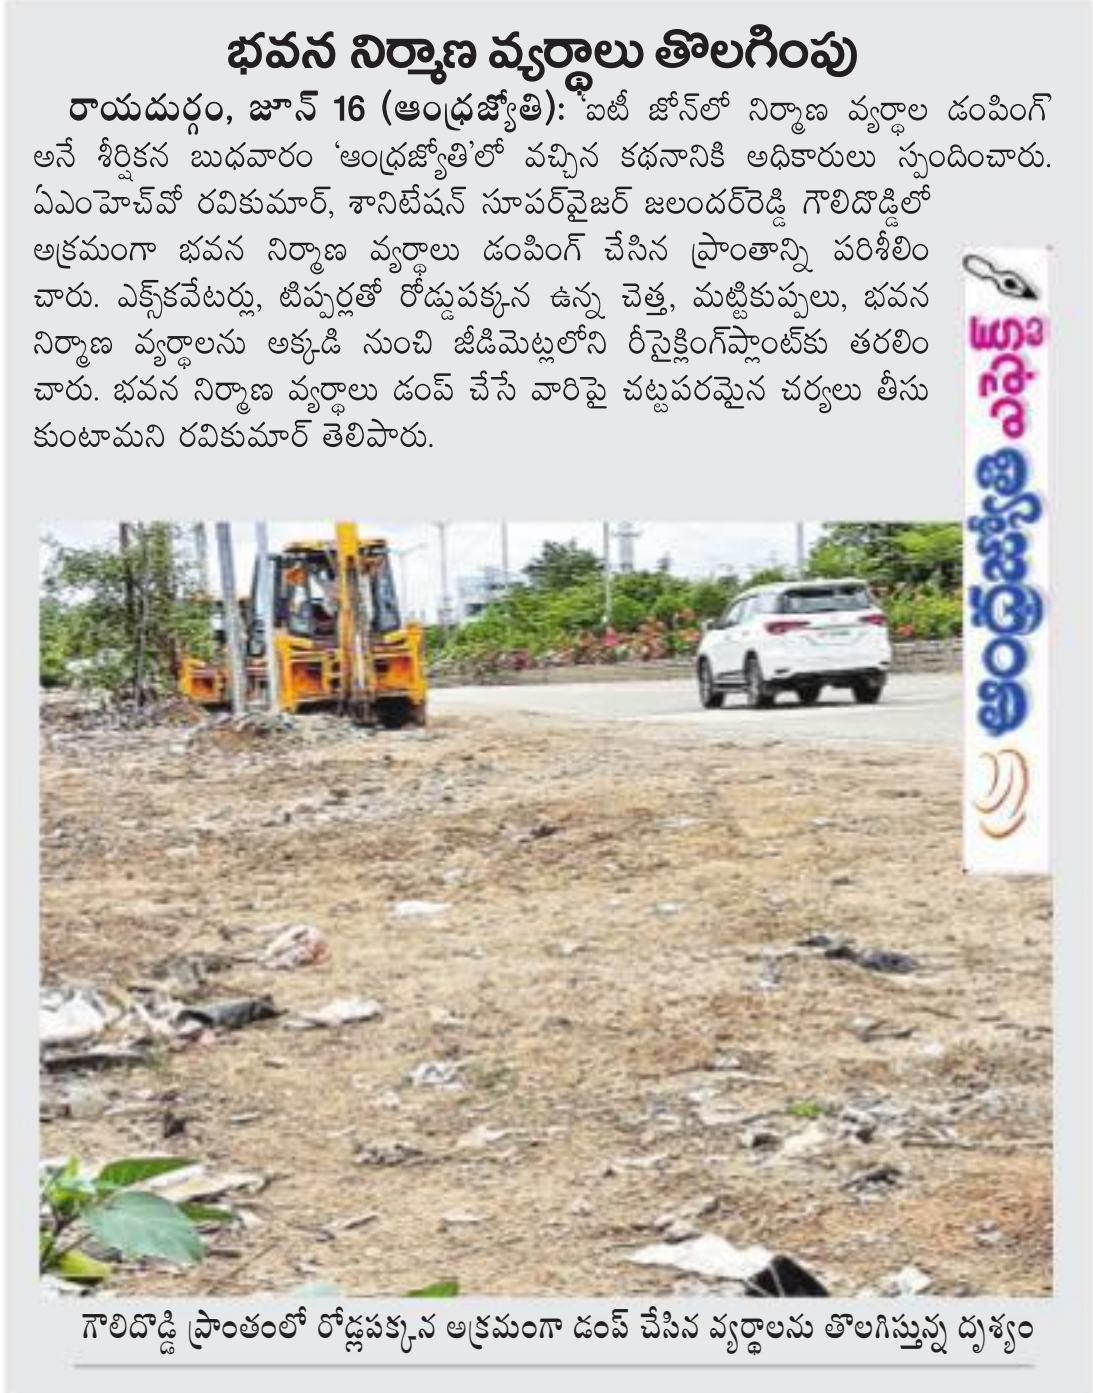 భవన నిర్మాణ వ్యర్థాలు తొలగింపు
రాయదుర్గం, జూన్ 16 (ఆంధ్రజ్యోతి): ‘ఐటీ జోన్‌లో నిర్మాణ వ్యర్థాల డంపింగ్’
అనే శీర్షికన బుధవారం ‘ఆంధ్రజ్యోతి’లో వచ్చిన కథనానికి అధికారులు స్పందించారు.
ఏఎంహెచ్‌వో రవికుమార్, శానిటేషన్ సూపర్‌వైజర్ జలందర్‌రెడ్డి గౌలిదొడ్డిలో
అక్రమంగా భవన నిర్మాణ వ్యర్థాలు డంపింగ్ చేసిన ప్రాంతాన్ని పరిశీలిం
చారు. ఎక్స్‌కవేటర్లు, టిప్పర్లతో రోడ్డుపక్కన ఉన్న చెత్త, మట్టికుప్పలు, భవన
నిర్మాణ వ్యర్థాలను అక్కడి నుంచి జీడిమెట్లలోని రీసైక్లింగ్‌ప్లాంట్‌కు తరలిం
చారు. భవన నిర్మాణ వ్యర్థాలు డంప్ చేసే వారిపై చట్టపరమైన చర్యలు తీసు
కుంటామని రవికుమార్ తెలిపారు.
ఆంధ్రజ్యోతి ఎఫెక్ట్
గౌలిదొడ్డి ప్రాంతంలో రోడ్లపక్కన అక్రమంగా డంప్ చేసిన వ్యర్థాలను తొలగిస్తున్న దృశ్యం